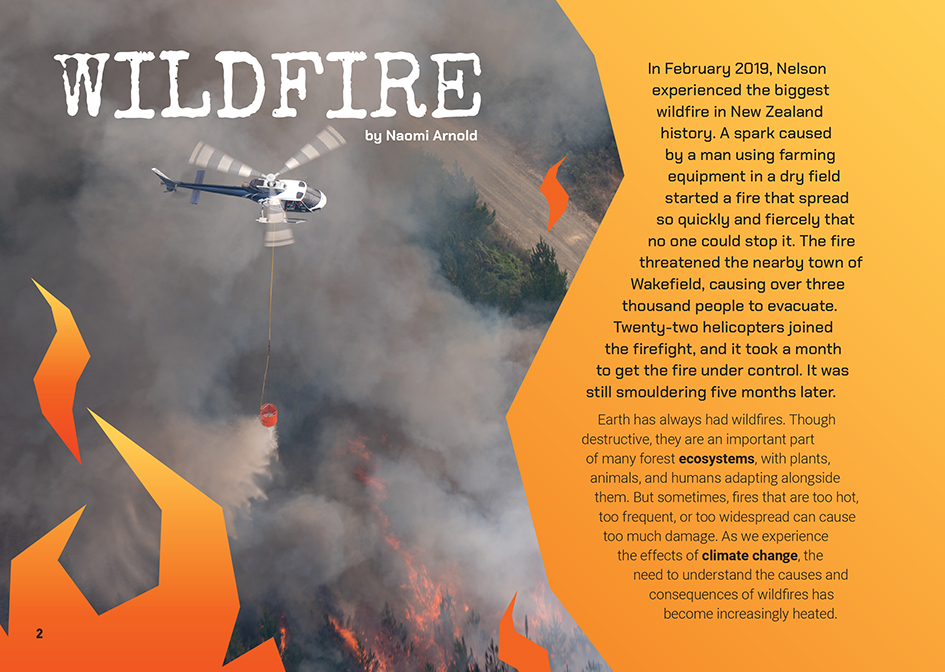 WILDFIRE
by Naomi Arnold
In February 2019, Nelson
experienced the biggest
wildfire in New Zealand
history. A spark caused
by a man using farming
equipment in a dry field
started a fire that spread
so quickly and fiercely that
no one could stop it. The fire
threatened the nearby town of
Wakefield, causing over three
thousand people to evacuate.
Twenty-two helicopters joined
the firefight, and it took a month
to get the fire under control. It was
still smouldering five months later.
Earth has always had wildfires. Though
destructive, they are an important part
of many forest ecosystems, with plants,
animals, and humans adapting alongside
them. But sometimes, fires that are too hot,
too frequent, or too widespread can cause
too much damage. As we experience
the effects of climate change, the
need to understand the causes and
consequences of wildfires has
become increasingly heated.
2